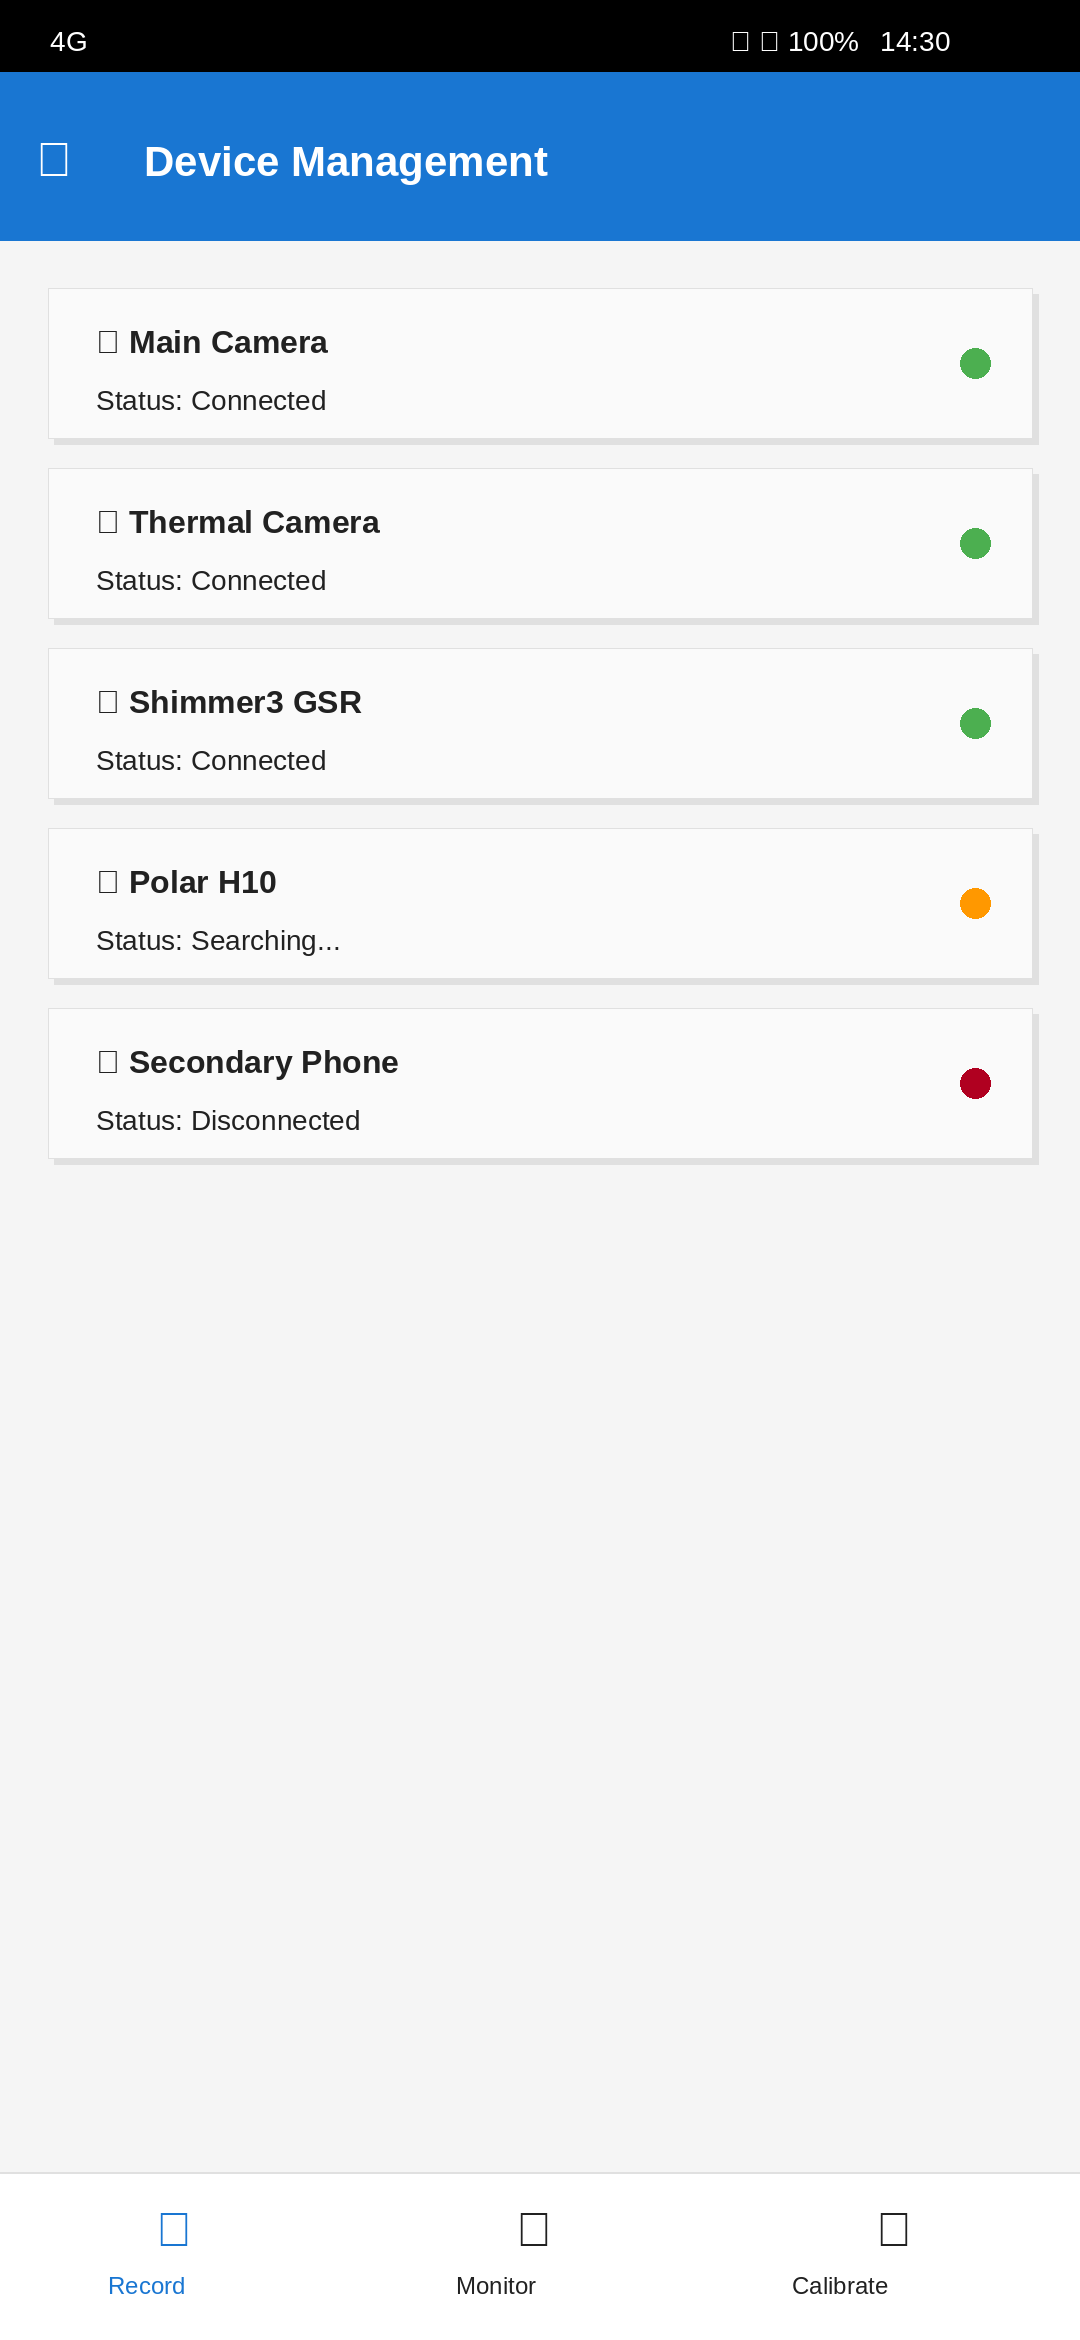 4G 100% 14:30
Device Management
Main Camera
Status: Connected
Thermal Camera
Status: Connected
Shimmer3 GSR
Status: Connected
Polar H10
Status: Searching...
Secondary Phone
Status: Disconnected
Record Monitor Calibrate